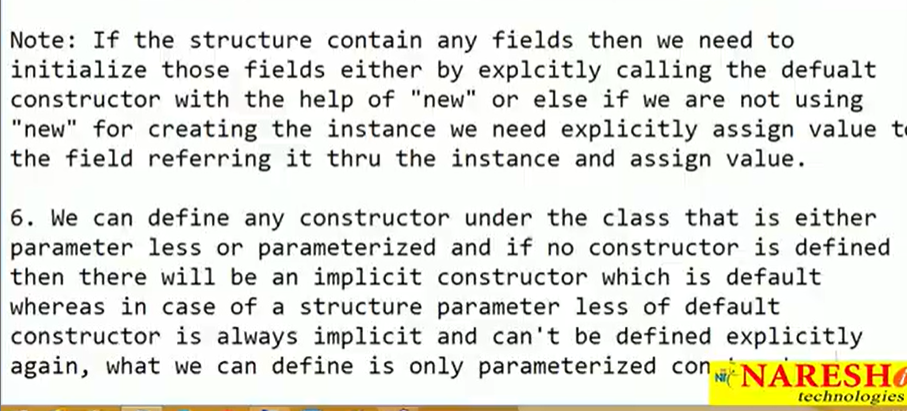 Note: If the structure contain any fields then we need to
initialize those fields either by explcitly calling the defualt
constructor with the help of "new" or else if we are not using
"new" for creating the instance we need explicitly assign value
the field referring it thru the instance and assign value.
6. We can define any constructor under the class that is either
parameter less or parameterized and if no constructor is defined
then there will be an implicit constructor which is default
whereas in case of a structure parameter less of default
constructor is always implicit and can't be defined explicitly
again, what we can define is only parameterized
NARESH i
technologies